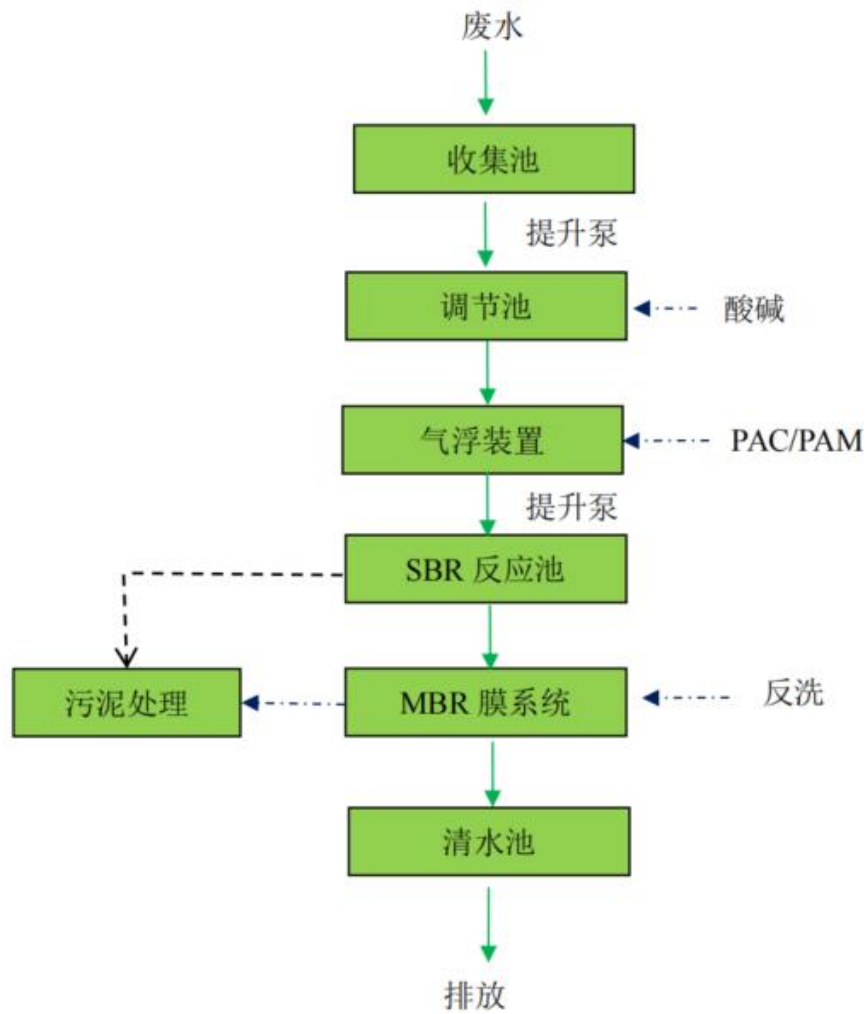 废水
收集池
提升泵
调节池
酸碱
气浮装置
PAC/PAM
提升泵
SBR 反应池
污泥处理
MBR 膜系统
反洗
清水池
排放